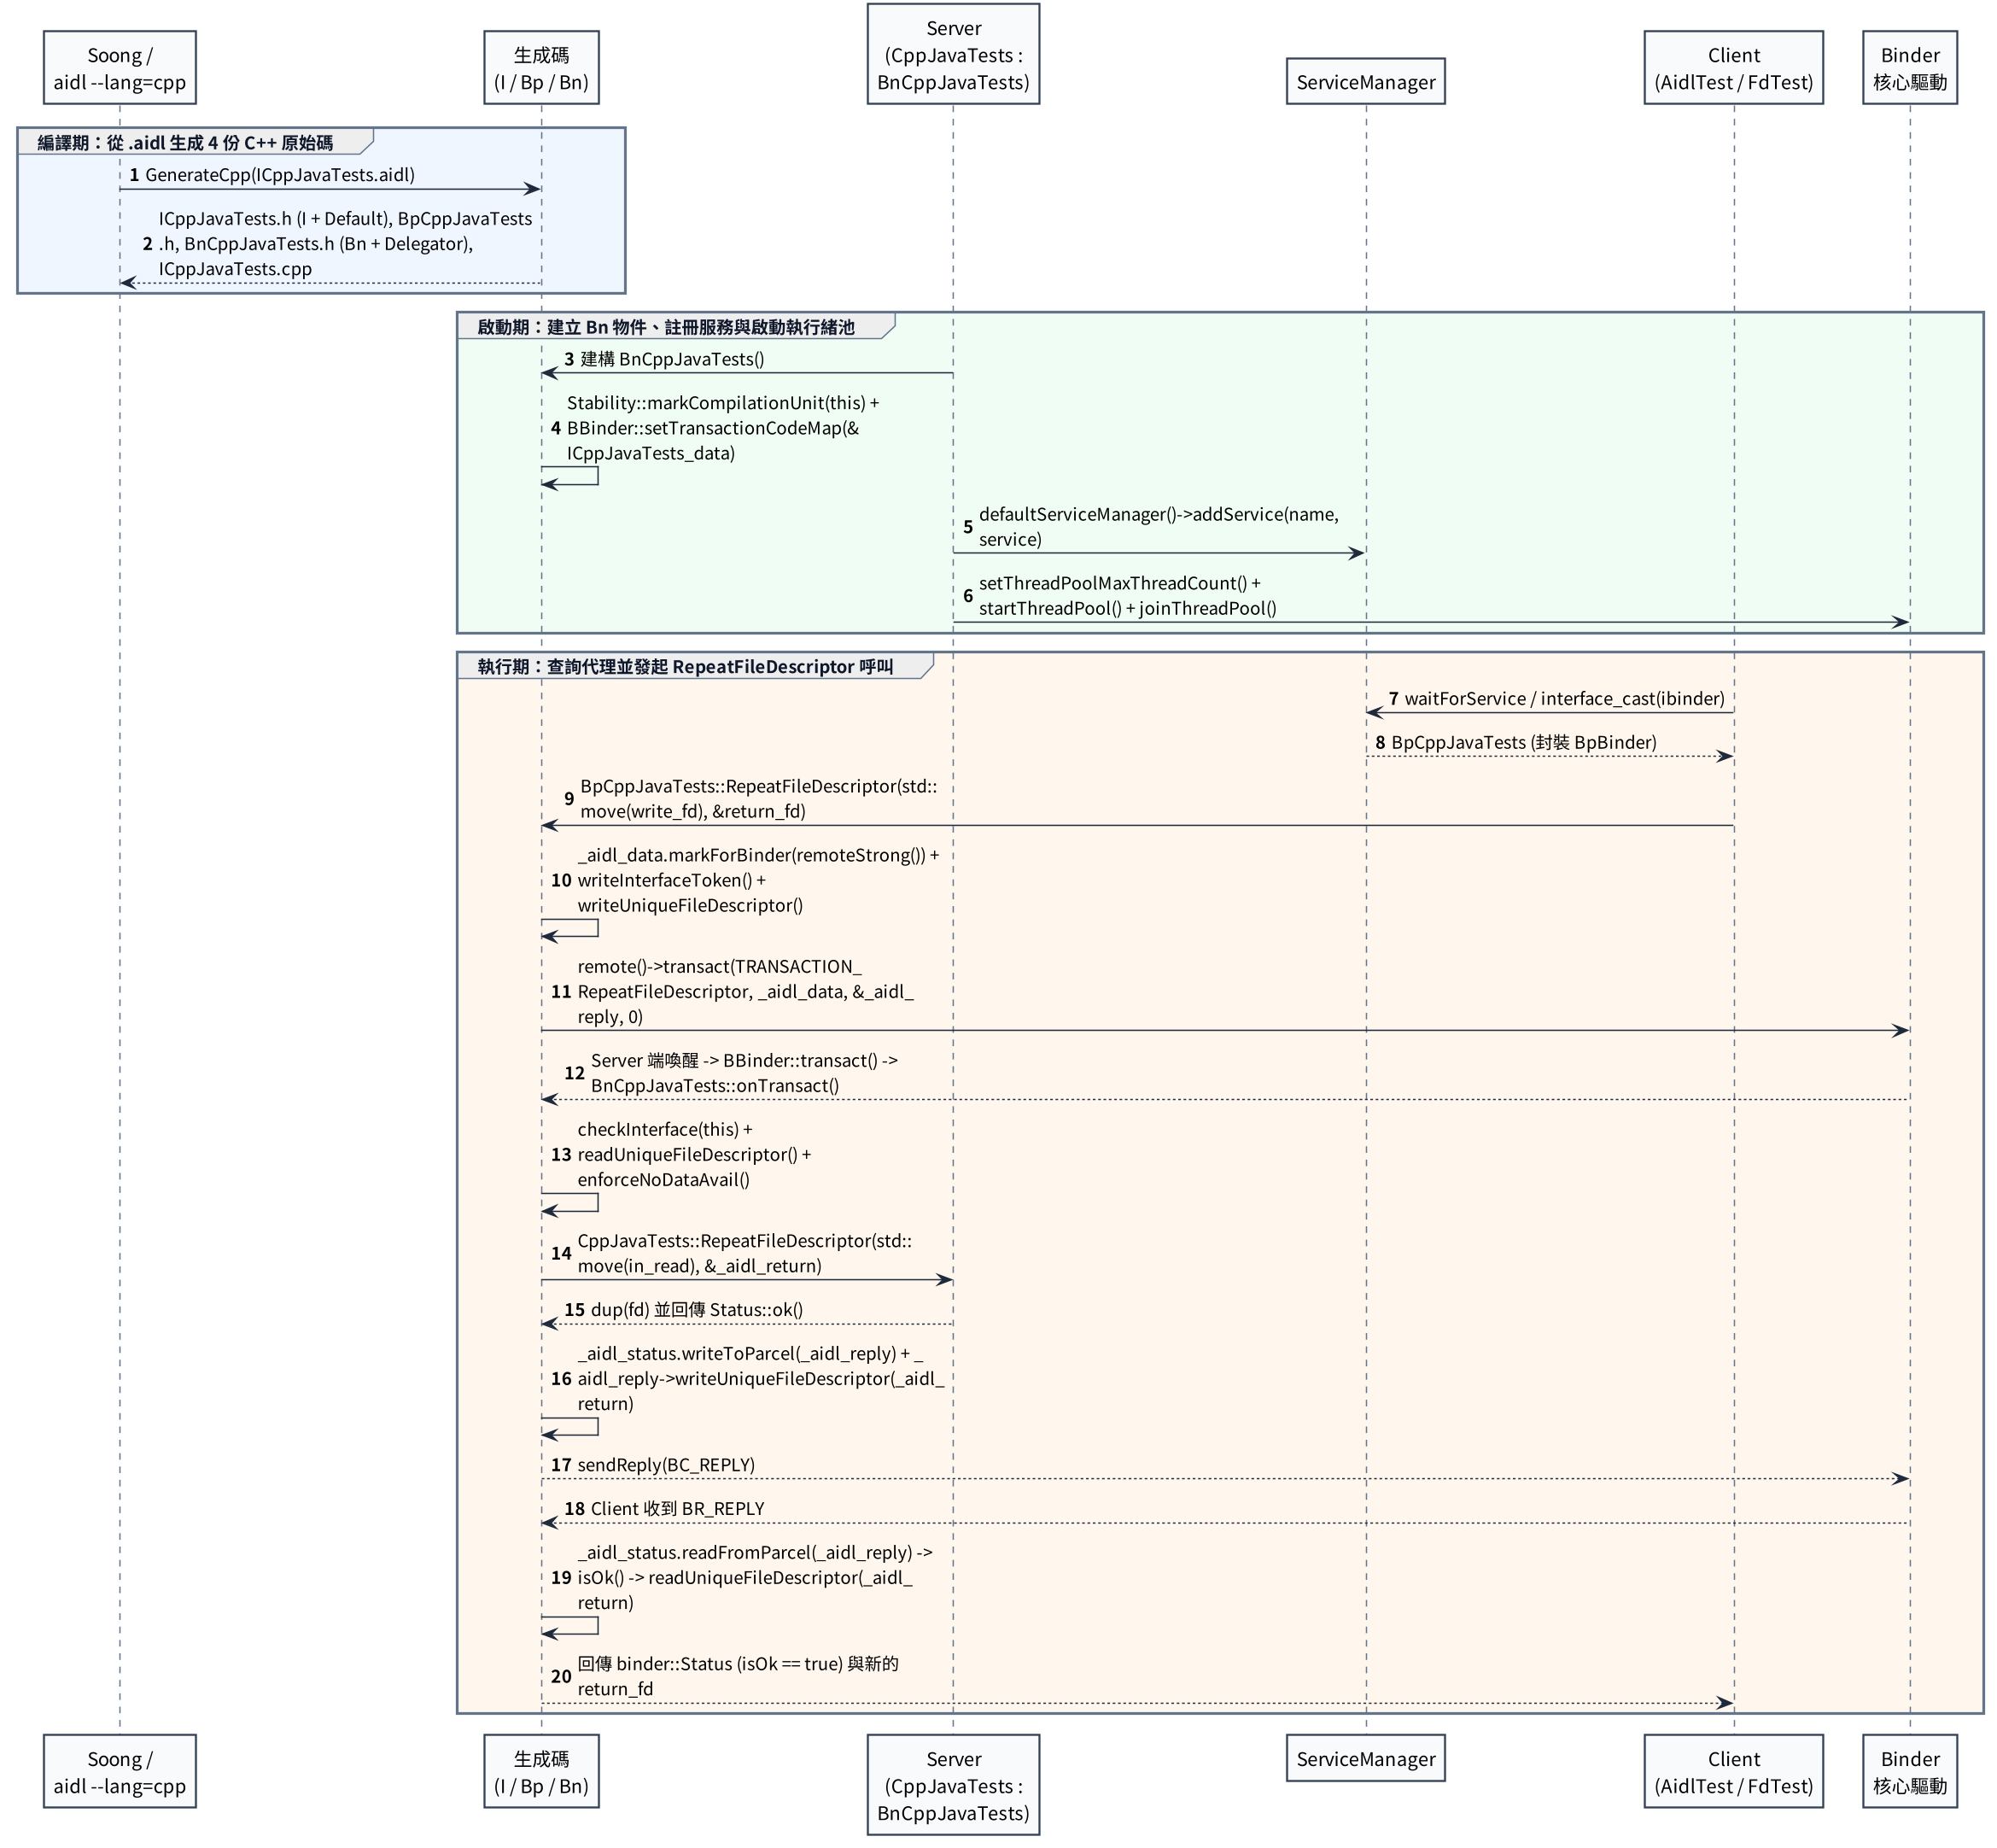 Soong /
aidl --lang=cpp
生成碼
(I / Bp / Bn)
Server
(CppJavaTests :
BnCppJavaTests)
ServiceManager
Client
(AidlTest / FdTest)
Binder
核心驅動
編譯期：從 .aidl 生成 4 份 C++ 原始碼
1 GenerateCpp(ICppJavaTests.aidl)
ICppJavaTests.h (I + Default), BpCppJavaTests
2 .h, BnCppJavaTests.h (Bn + Delegator),
ICppJavaTests.cpp
啟動期：建立 Bn 物件、註冊服務與啟動執行緒池
3 建構 BnCppJavaTests()
Stability::markCompilationUnit(this) +
4 BBinder::setTransactionCodeMap(&
ICppJavaTests_data)
5 defaultServiceManager()->addService(name,
service)
6 setThreadPoolMaxThreadCount() +
startThreadPool() + joinThreadPool()
執行期：查詢代理並發起 RepeatFileDescriptor 呼叫
7 waitForService / interface_cast(ibinder)
8 BpCppJavaTests (封裝 BpBinder)
9 BpCppJavaTests::RepeatFileDescriptor(std::
move(write_fd), &return_fd)
_aidl_data.markForBinder(remoteStrong()) +
10 writeInterfaceToken() +
writeUniqueFileDescriptor()
remote()->transact(TRANSACTION_
11 RepeatFileDescriptor, _aidl_data, &_aidl_
reply, 0)
12 Server 端喚醒 -> BBinder::transact() ->
BnCppJavaTests::onTransact()
checkInterface(this) +
13 readUniqueFileDescriptor() +
enforceNoDataAvail()
14 CppJavaTests::RepeatFileDescriptor(std::
move(in_read), &_aidl_return)
15 dup(fd) 並回傳 Status::ok()
_aidl_status.writeToParcel(_aidl_reply) + _
16 aidl_reply->writeUniqueFileDescriptor(_aidl_
return)
17 sendReply(BC_REPLY)
18 Client 收到 BR_REPLY
_aidl_status.readFromParcel(_aidl_reply) ->
19 isOk() -> readUniqueFileDescriptor(_aidl_
return)
20 回傳 binder::Status (isOk == true) 與新的
return_fd
Soong /
aidl --lang=cpp
生成碼
(I / Bp / Bn)
Server
(CppJavaTests :
BnCppJavaTests)
ServiceManager
Client
(AidlTest / FdTest)
Binder
核心驅動